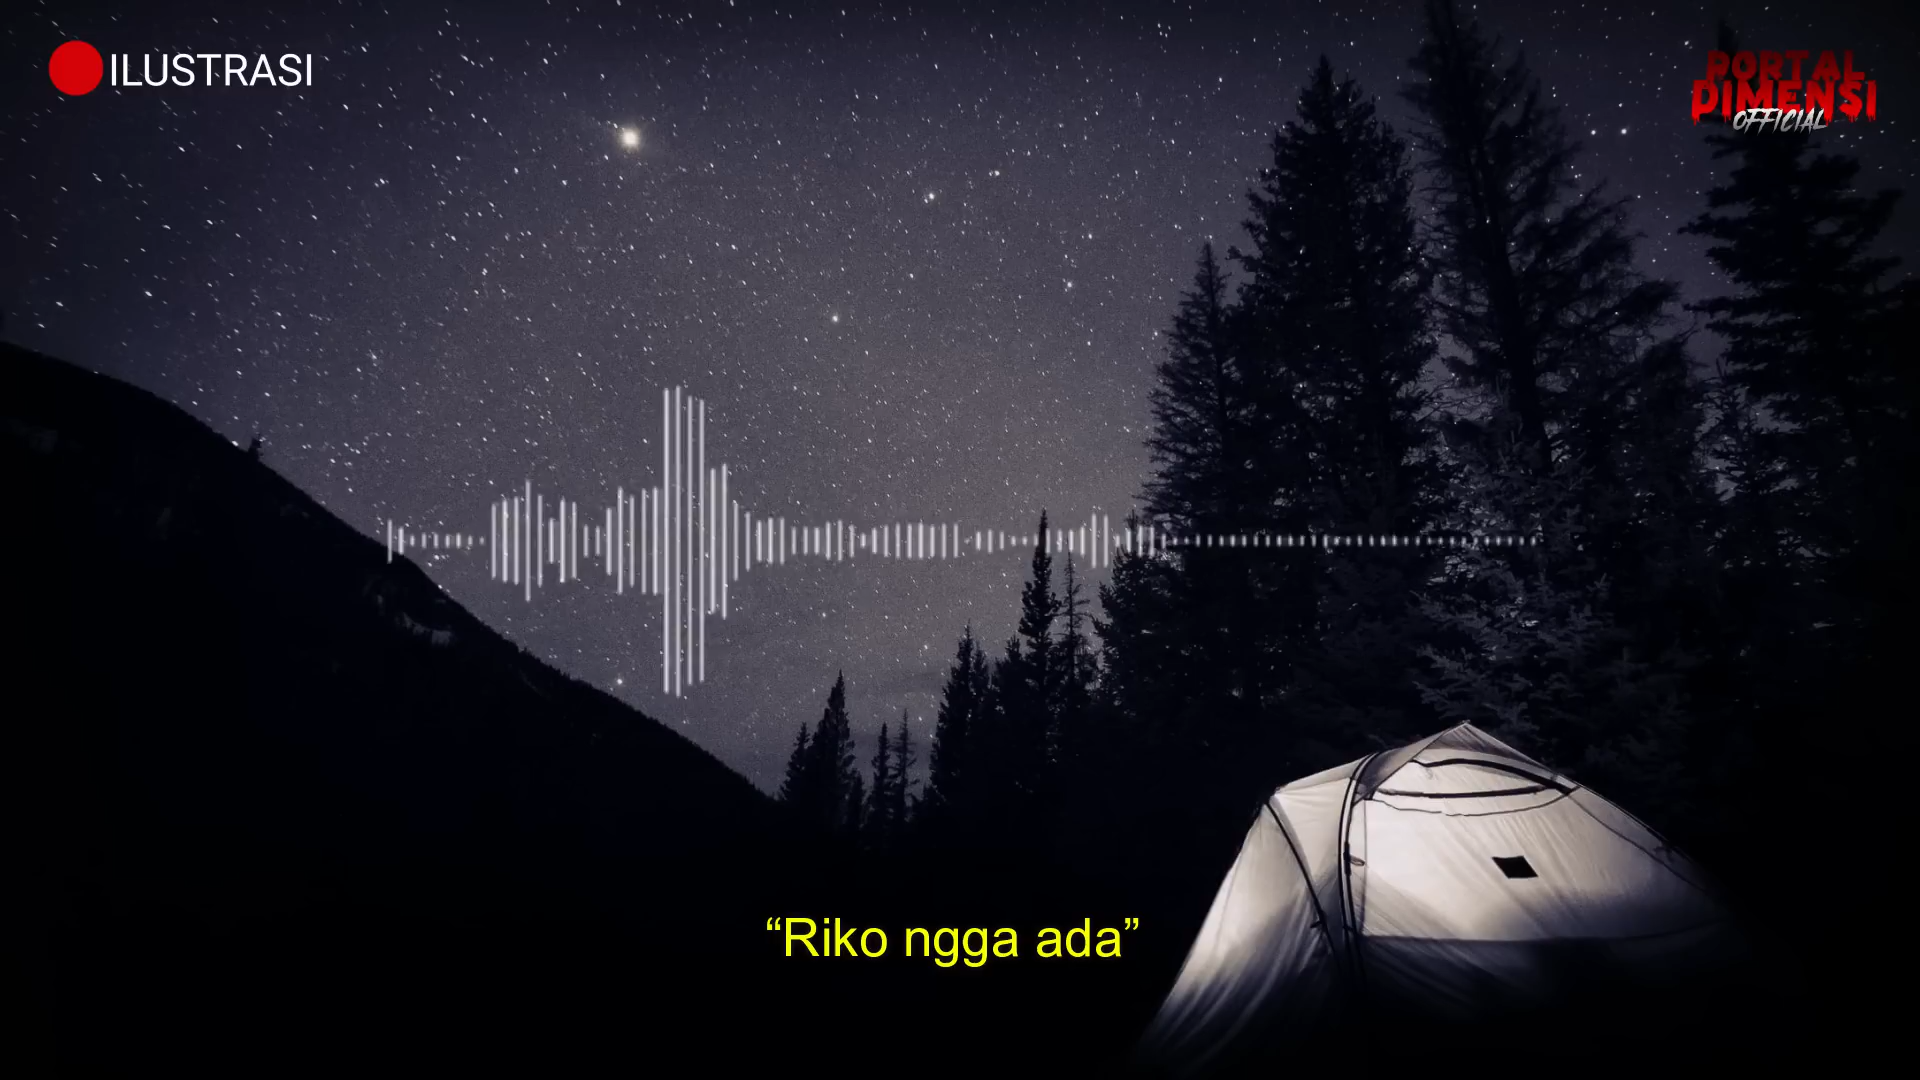 ILUSTRASI
PORTAL
DIMENSI
OFFICIAL
“Riko ngga ada”